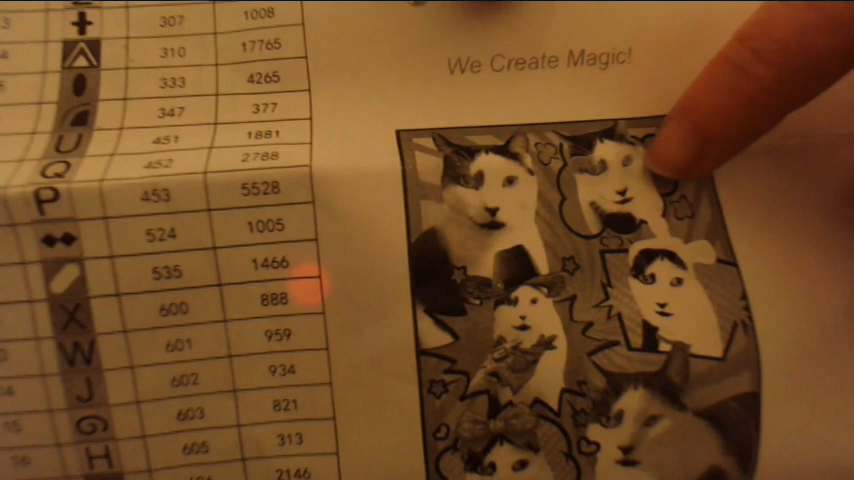 307 1008
310 17765
333 4265
347 377
U 451 1881
Q 452 2788
P 453 5528
524 1005
535 1466
X 600 888
W 601 959
J 602 934
G 603 821
H 605 313
2146
We Create Magic!